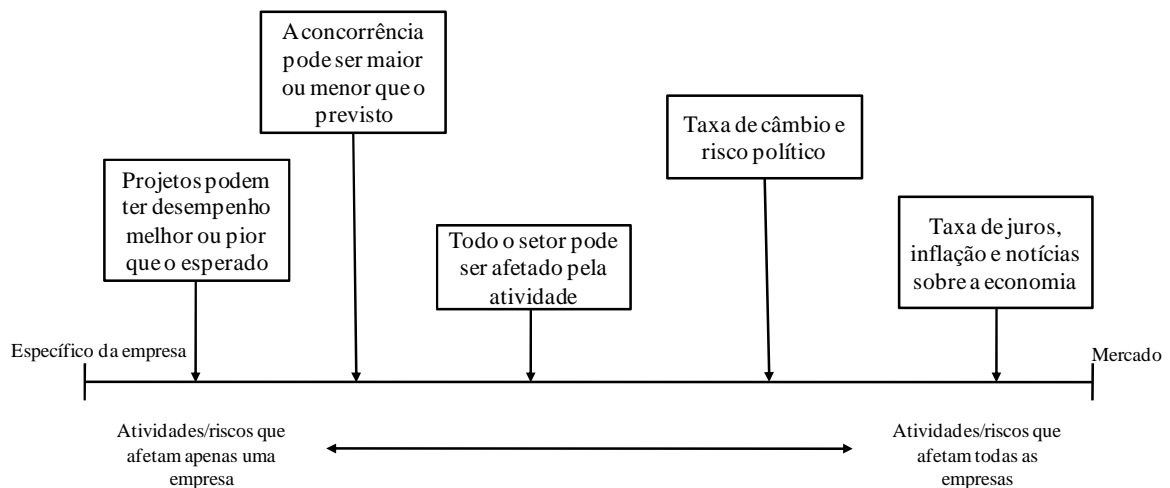 A concorrência
pode ser maior
ou menor que o
previsto
Taxa de câmbio e
risco político
Projetos podem
ter desempenho
melhor ou pior
que o esperado
Todo o setor pode
ser afetado pela
atividade
Taxa de juros,
inflação e notícias
sobre a economia
Específico da empresa
Mercado
Atividades/riscos que
afetam apenas uma
empresa
Atividades/riscos que
afetam todas as
empresas